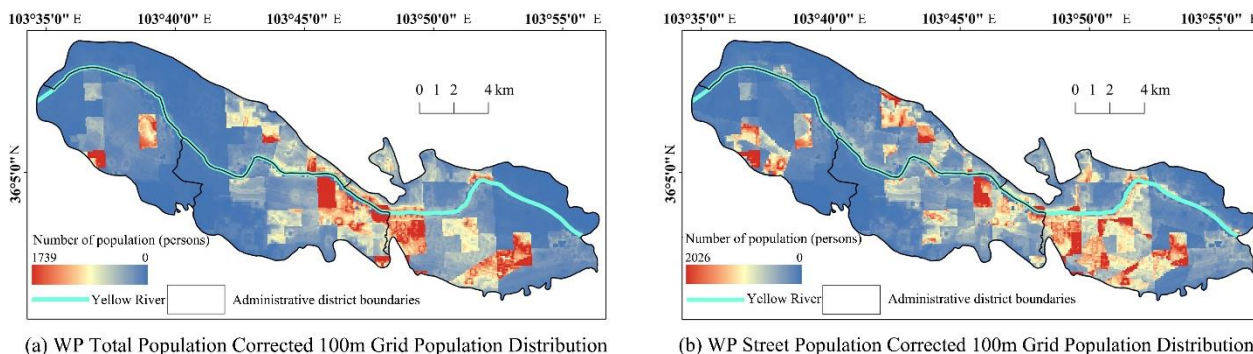 103°35'0" E 103°40'0" E 103°45'0" E 103°50'0" E 103°55'0" E
36°5'0" N
0 1 2 4 km
Number of population (persons)
1739 0
Yellow River
Administrative district boundaries
(a) WP Total Population Corrected 100m Grid Population Distribution
103°35'0" E 103°40'0" E 103°45'0" E 103°50'0" E 103°55'0" E
36°5'0" N
0 1 2 4 km
Number of population (persons)
2026 0
Yellow River
Administrative district boundaries
(b) WP Street Population Corrected 100m Grid Population Distribution